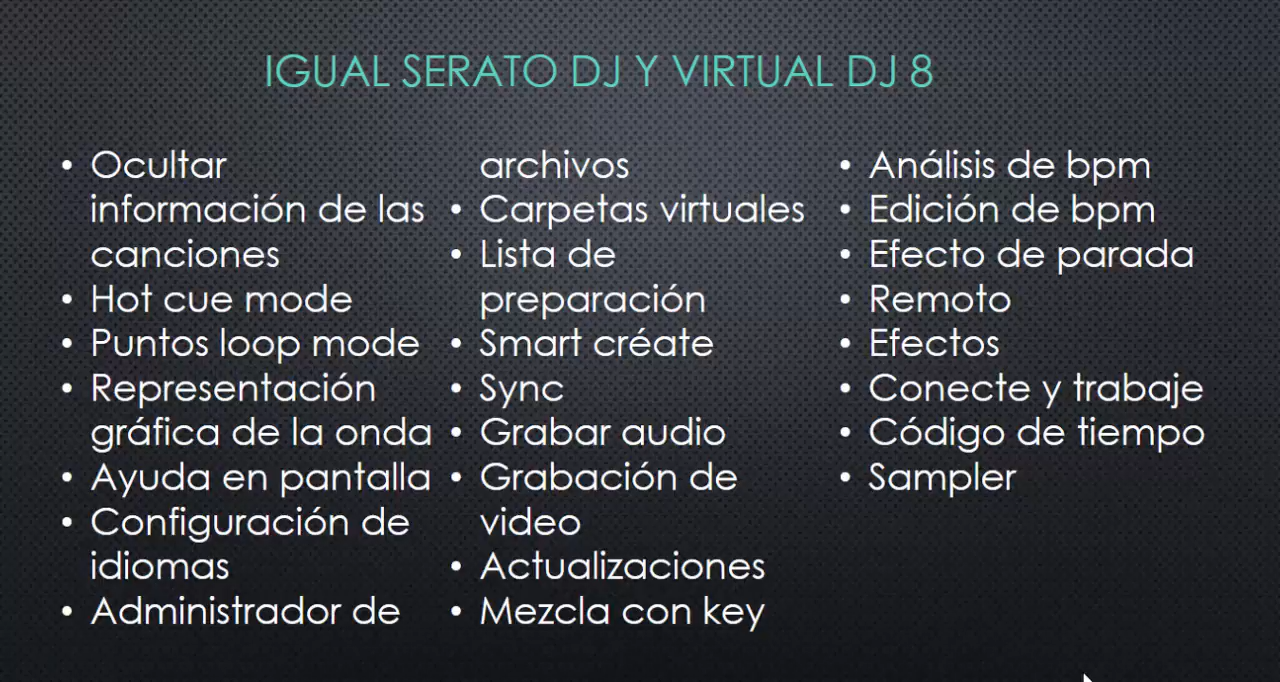 IGUAL SERATO DJ Y VIRTUAL DJ 8
• Ocultar
información de las
canciones
• Hot cue mode
• Puntos loop mode
• Representación
gráfica de la onda
• Ayuda en pantalla
• Configuración de
idiomas
• Administrador de
archivos
• Carpetas virtuales
• Lista de
preparación
• Smart créate
• Sync
• Grabar audio
• Grabación de
video
• Actualizaciones
• Mezcla con key
• Análisis de bpm
• Edición de bpm
• Efecto de parada
• Remoto
• Efectos
• Conecte y trabaje
• Código de tiempo
• Sampler